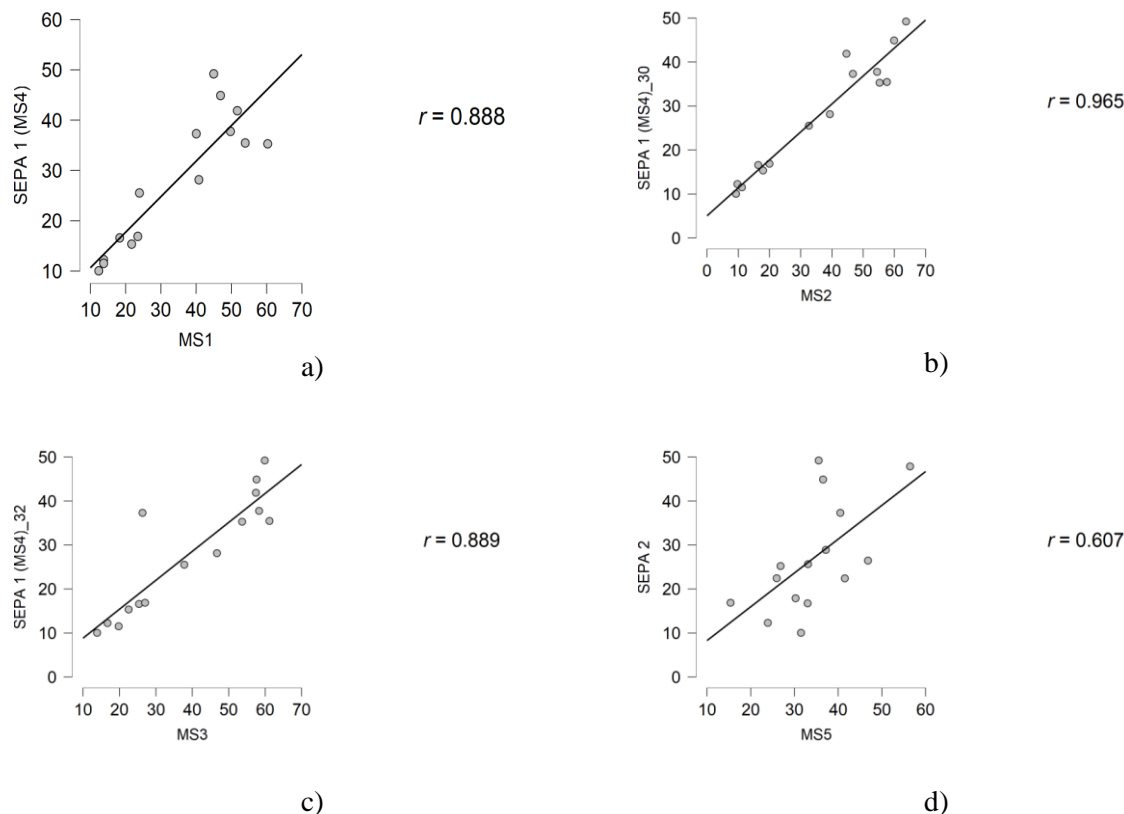 60
50
40
30
20
10
SEPA 1 (MS4)
10 20 30 40 50 60 70
MS1
r = 0.888
a)
50
40
30
20
10
0
SEPA 1 (MS4)_30
0 10 20 30 40 50 60 70
MS2
r = 0.965
b)
50
40
30
20
10
0
SEPA 1 (MS4)_32
10 20 30 40 50 60 70
MS3
r = 0.889
c)
50
40
30
20
10
0
SEPA 2
10 20 30 40 50 60
MS5
r = 0.607
d)